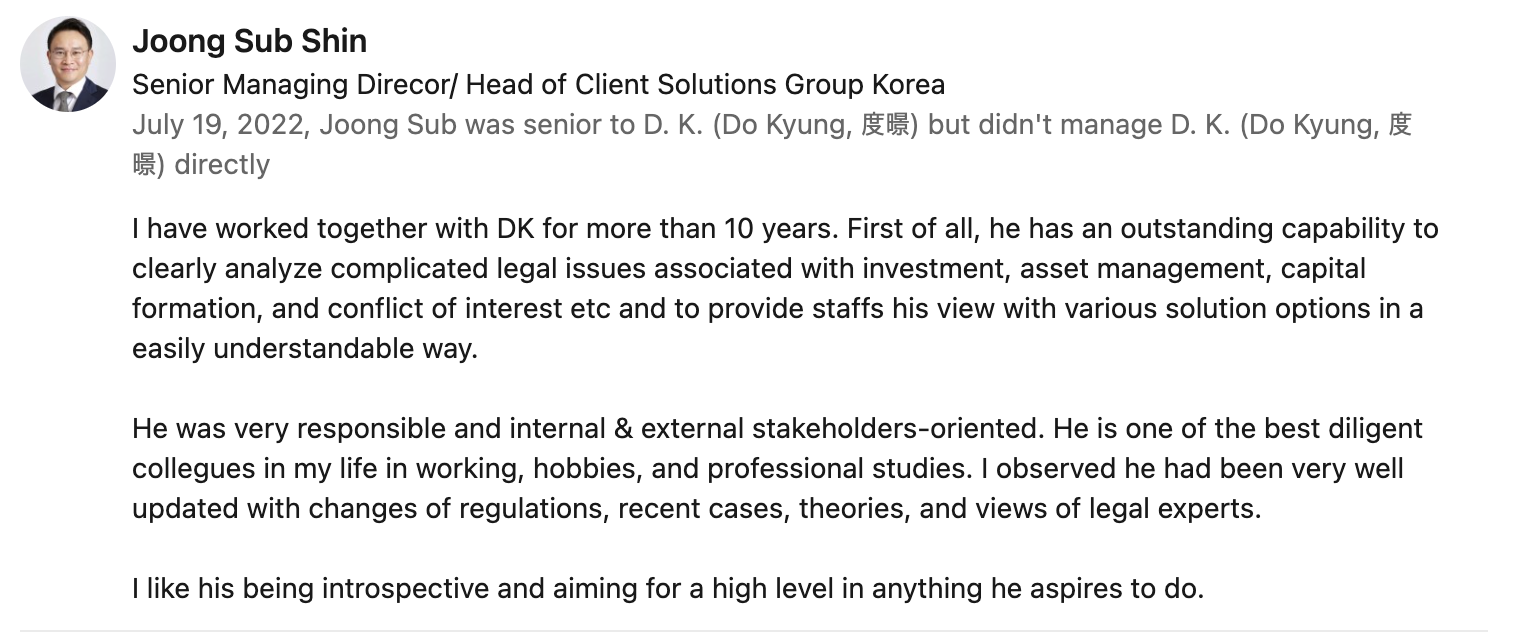 Joong Sub Shin
Senior Managing Direcor/ Head of Client Solutions Group Korea
July 19, 2022, Joong Sub was senior to D. K. (Do Kyung, 度暻) but didn't manage D. K. (Do Kyung, 度
暻) directly
I have worked together with DK for more than 10 years. First of all, he has an outstanding capability to
clearly analyze complicated legal issues associated with investment, asset management, capital
formation, and conflict of interest etc and to provide staffs his view with various solution options in a
easily understandable way.
He was very responsible and internal & external stakeholders-oriented. He is one of the best diligent
collegues in my life in working, hobbies, and professional studies. I observed he had been very well
updated with changes of regulations, recent cases, theories, and views of legal experts.
I like his being introspective and aiming for a high level in anything he aspires to do.